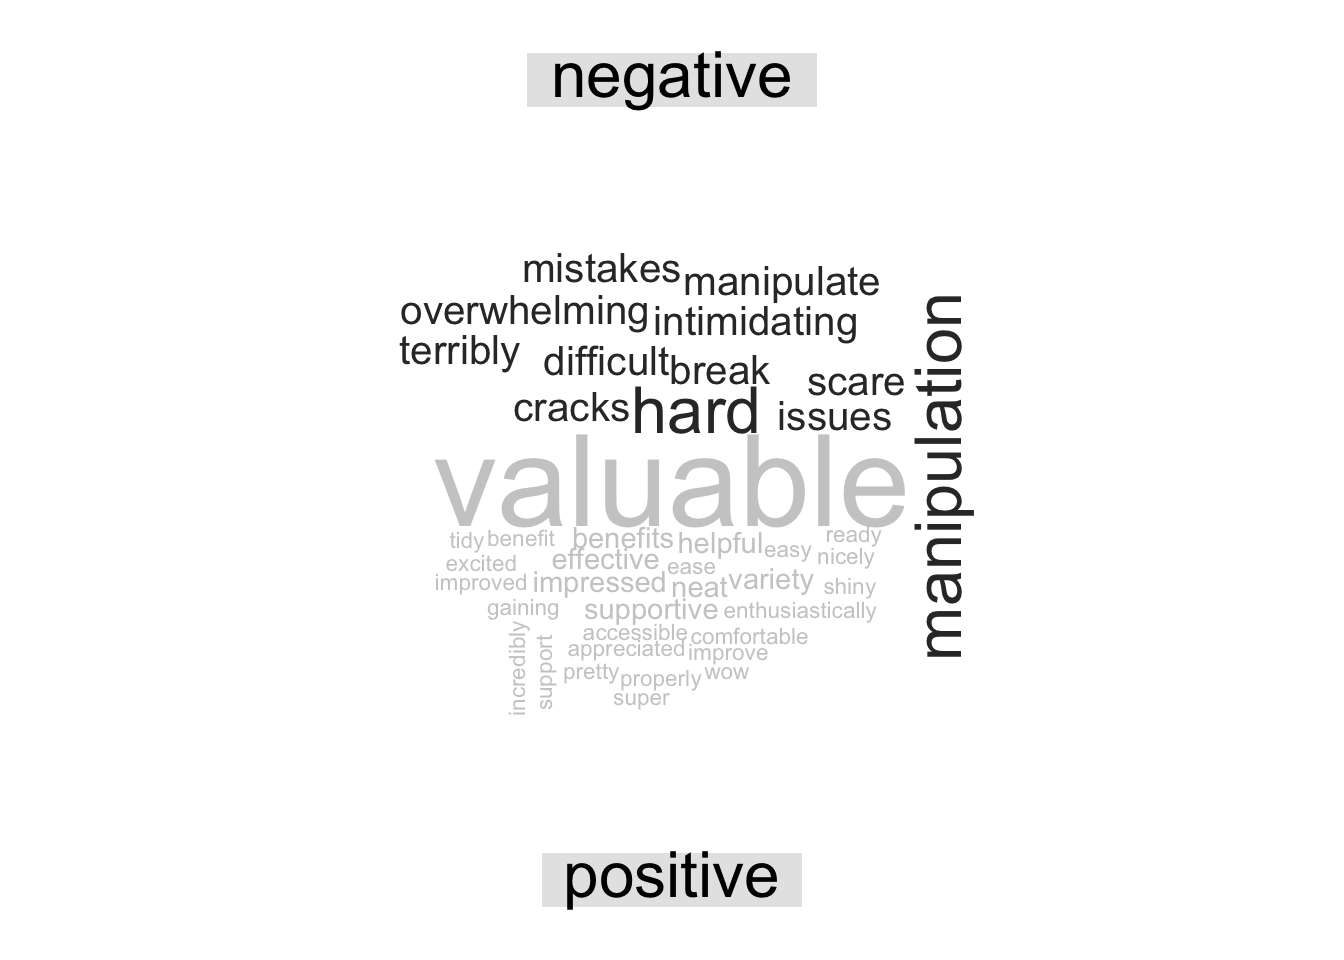 negative
mistakes manipulate
overwhelming intimidating
terribly difficult break scare
cracks hard issues
manipulation
valuable
tidy benefit benefits helpful easy ready
excited effective ease nicely
improved impressed neat variety shiny
gaining supportive enthusiastically
incredibly support accessible comfortable
appreciated improve
pretty properly wow
super
positive